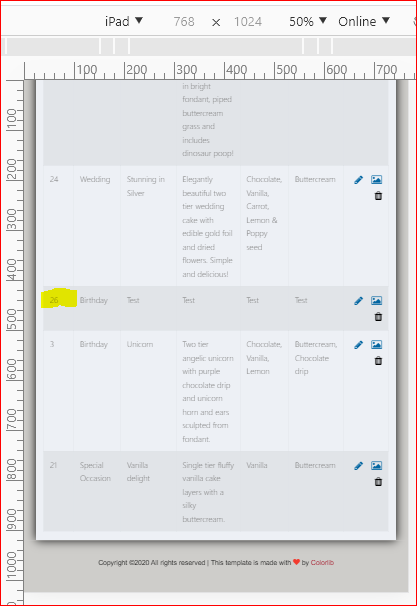 iPad ▼ 768 × 1024 50% ▼ Online ▼
100 200 300 400 500 600 700
100
200
300
400
500
600
700
800
900
1000
in bright
fondant, piped
buttercream
grass and
includes
dinosaur poop!
24 Wedding Stunning in Elegantly Chocolate, Buttercream
Silver beautiful two Vanilla,
tier wedding Carrot,
cake with Lemon &
edible gold foil Poppy
and dried seed
flowers. Simple
and delicious!
26 Birthday Test Test Test Test
3 Birthday Unicorn Two tier Chocolate, Buttercream,
angelic unicorn Vanilla, Chocolate
with purple Lemon drip
chocolate drip
and unicorn
horn and ears
sculpted from
fondant.
21 Special Vanilla Single tier fluffy Vanilla Buttercream
Occasion delight vanilla cake
layers with a
silky
buttercream.
Copyright ©2020 All rights reserved | This template is made with ❤ by Colorlib